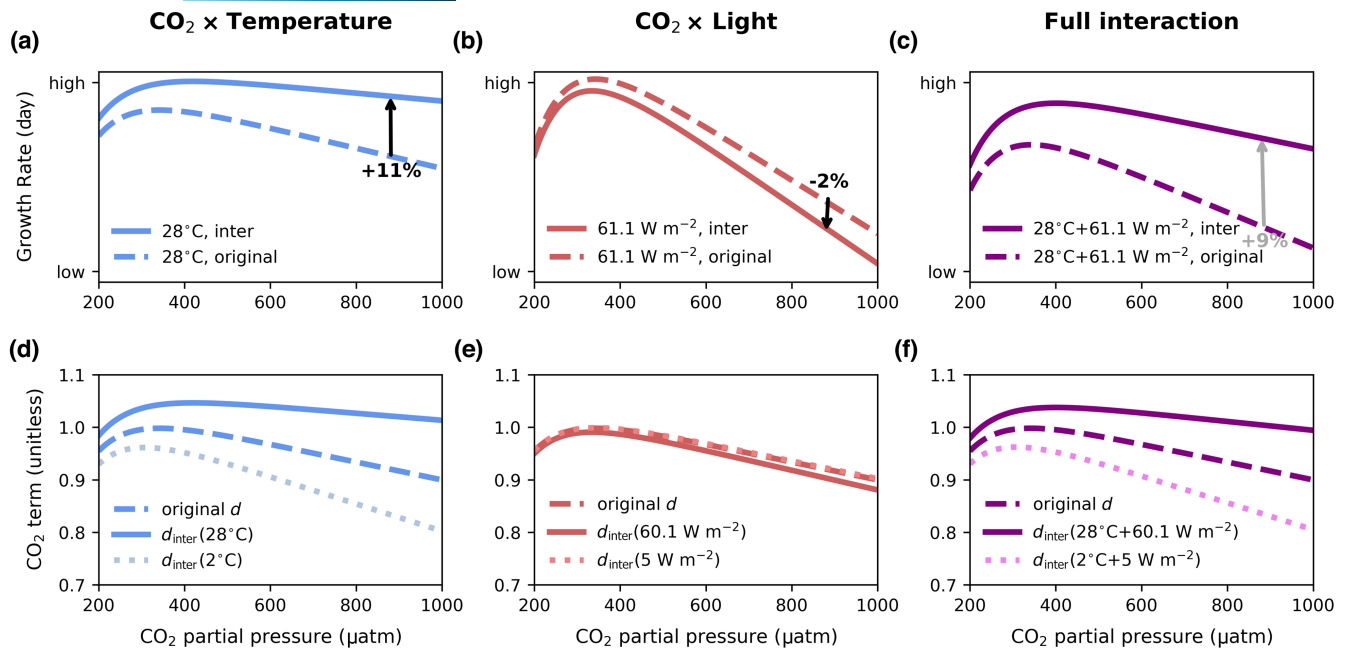 CO₂ × Temperature
CO₂ × Light
Full interaction
(a)
(b)
(c)
Growth Rate (day)
high
low
+11%
28°C, inter
28°C, original
200 400 600 800 1000
-2%
61.1 W m⁻², inter
61.1 W m⁻², original
200 400 600 800 1000
high
low
+9%
28°C+61.1 W m⁻², inter
28°C+61.1 W m⁻², original
200 400 600 800 1000
(d)
(e)
(f)
CO₂ term (unitless)
1.1
1.0
0.9
0.8
0.7
original d
d_inter(28°C)
d_inter(2°C)
200 400 600 800 1000
CO₂ partial pressure (µatm)
1.1
1.0
0.9
0.8
0.7
original d
d_inter(60.1 W m⁻²)
d_inter(5 W m⁻²)
200 400 600 800 1000
CO₂ partial pressure (µatm)
1.1
1.0
0.9
0.8
0.7
original d
d_inter(28°C+60.1 W m⁻²)
d_inter(2°C+5 W m⁻²)
200 400 600 800 1000
CO₂ partial pressure (µatm)